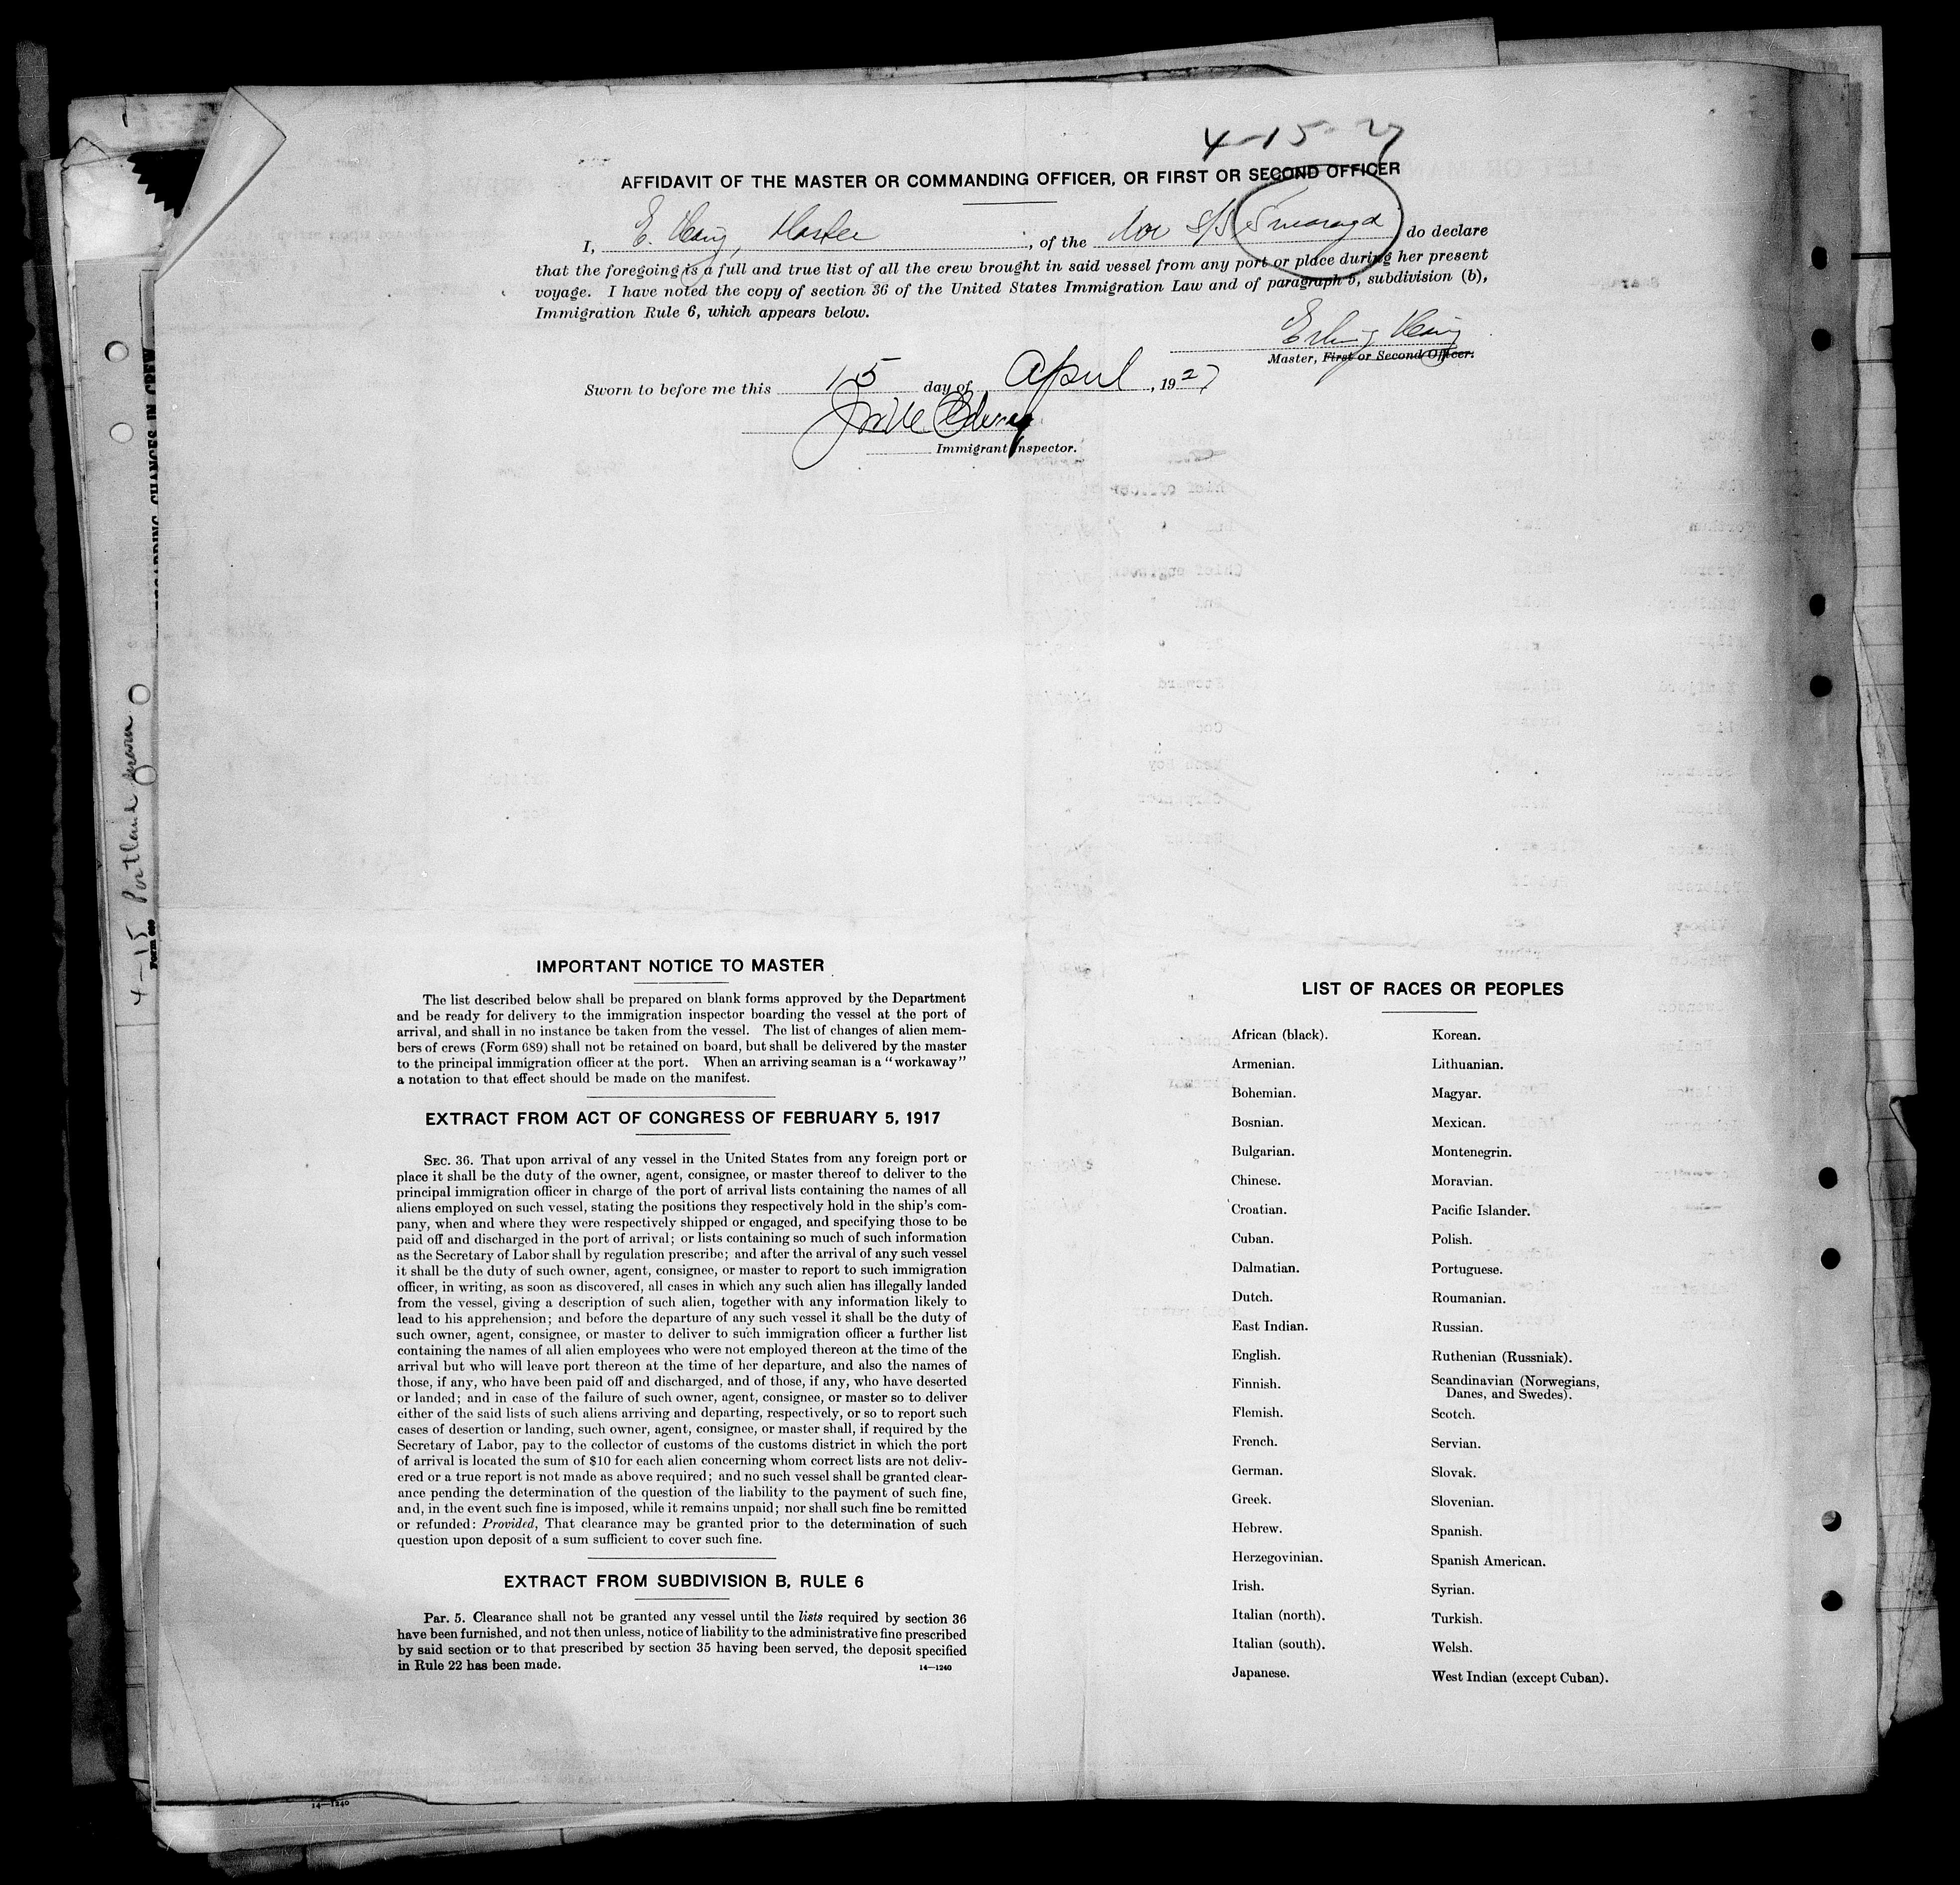 4-15-27
AFFIDAVIT OF THE MASTER OR COMMANDING OFFICER, OR FIRST OR SECOND OFFICER
I, E. Master, of the Nor S/S Smaragd do declare
that the foregoing is a full and true list of all the crew brought in said vessel from any port or place during her present
voyage. I have noted the copy of section 36 of the United States Immigration Law and of paragraph 5, subdivision (b),
Immigration Rule 6, which appears below.
Erling
Master, First or Second Officer.
Sworn to before me this 15 day of April, 1927
Immigrant Inspector.
REGARDING CHANGES IN CREW
4-15 Portland
Form 689
IMPORTANT NOTICE TO MASTER
The list described below shall be prepared on blank forms approved by the Department
and be ready for delivery to the immigration inspector boarding the vessel at the port of
arrival, and shall in no instance be taken from the vessel. The list of changes of alien mem-
bers of crews (Form 689) shall not be retained on board, but shall be delivered by the master
to the principal immigration officer at the port. When an arriving seaman is a "workaway"
a notation to that effect should be made on the manifest.
EXTRACT FROM ACT OF CONGRESS OF FEBRUARY 5, 1917
SEC. 36. That upon arrival of any vessel in the United States from any foreign port or
place it shall be the duty of the owner, agent, consignee, or master thereof to deliver to the
principal immigration officer in charge of the port of arrival lists containing the names of all
aliens employed on such vessel, stating the positions they respectively hold in the ship's com-
pany, when and where they were respectively shipped or engaged, and specifying those to be
paid off and discharged in the port of arrival; or lists containing so much of such information
as the Secretary of Labor shall by regulation prescribe; and after the arrival of any such vessel
it shall be the duty of such owner, agent, consignee, or master to report to such immigration
officer, in writing, as soon as discovered, all cases in which any such alien has illegally landed
from the vessel, giving a description of such alien, together with any information likely to
lead to his apprehension; and before the departure of any such vessel it shall be the duty of
such owner, agent, consignee, or master to deliver to such immigration officer a further list
containing the names of all alien employees who were not employed thereon at the time of the
arrival but who will leave port thereon at the time of her departure, and also the names of
those, if any, who have been paid off and discharged, and of those, if any, who have deserted
or landed; and in case of the failure of such owner, agent, consignee, or master so to deliver
either of the said lists of such aliens arriving and departing, respectively, or so to report such
cases of desertion or landing, such owner, agent, consignee, or master shall, if required by the
Secretary of Labor, pay to the collector of customs of the customs district in which the port
of arrival is located the sum of $10 for each alien concerning whom correct lists are not deliv-
ered or a true report is not made as above required; and no such vessel shall be granted clear-
ance pending the determination of the question of the liability to the payment of such fine,
and, in the event such fine is imposed, while it remains unpaid; nor shall such fine be remitted
or refunded: Provided, That clearance may be granted prior to the determination of such
question upon deposit of a sum sufficient to cover such fine.
EXTRACT FROM SUBDIVISION B, RULE 6
Par. 5. Clearance shall not be granted any vessel until the lists required by section 36
have been furnished, and not then unless, notice of liability to the administrative fine prescribed
by said section or to that prescribed by section 35 having been served, the deposit specified
in Rule 22 has been made.
14—1240
LIST OF RACES OR PEOPLES
African (black).
Armenian.
Bohemian.
Bosnian.
Bulgarian.
Chinese.
Croatian.
Cuban.
Dalmatian.
Dutch.
East Indian.
English.
Finnish.
Flemish.
French.
German.
Greek.
Hebrew.
Herzegovinian.
Irish.
Italian (north).
Italian (south).
Japanese.
Korean.
Lithuanian.
Magyar.
Mexican.
Montenegrin.
Moravian.
Pacific Islander.
Polish.
Portuguese.
Roumanian.
Russian.
Ruthenian (Russniak).
Scandinavian (Norwegians,
Danes, and Swedes).
Scotch.
Servian.
Slovak.
Slovenian.
Spanish.
Spanish American.
Syrian.
Turkish.
Welsh.
West Indian (except Cuban).
14—1240